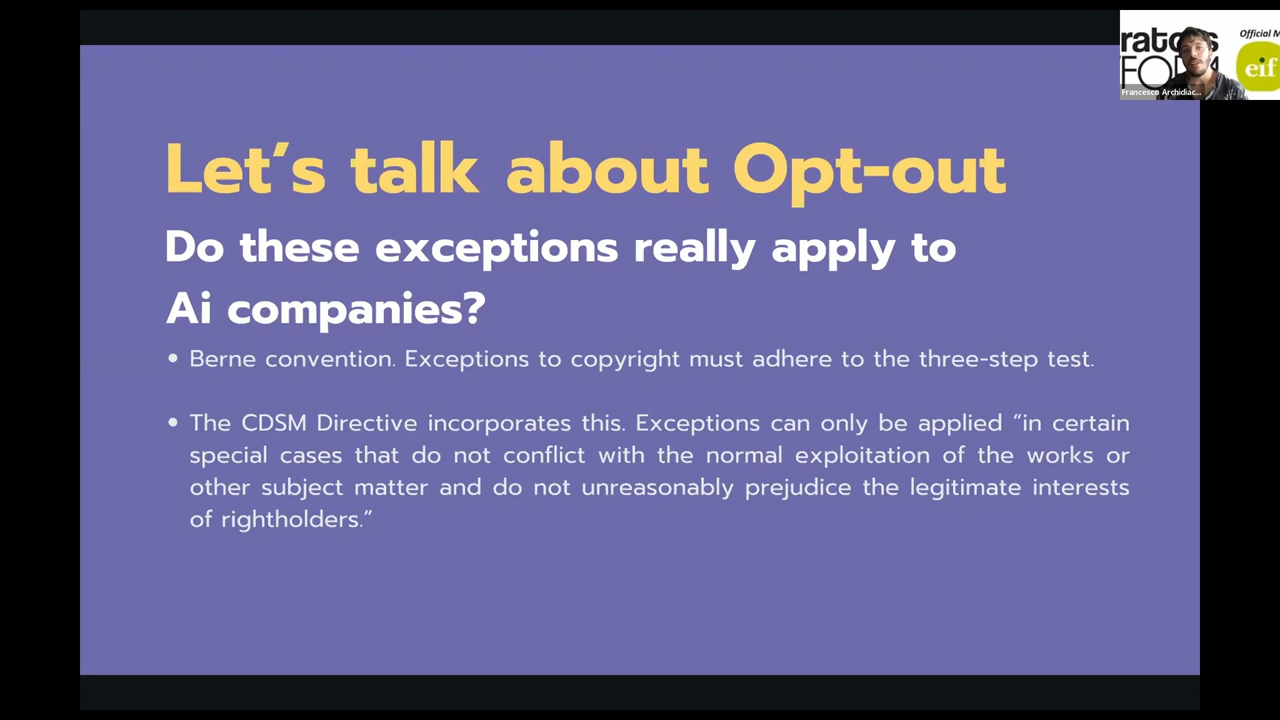 Let’s talk about Opt-out
Do these exceptions really apply to
Ai companies?
• Berne convention. Exceptions to copyright must adhere to the three-step test.
• The CDSM Directive incorporates this. Exceptions can only be applied “in certain
special cases that do not conflict with the normal exploitation of the works or
other subject matter and do not unreasonably prejudice the legitimate interests
of rightholders.”
Official M
eif
Francesco Archidiac...